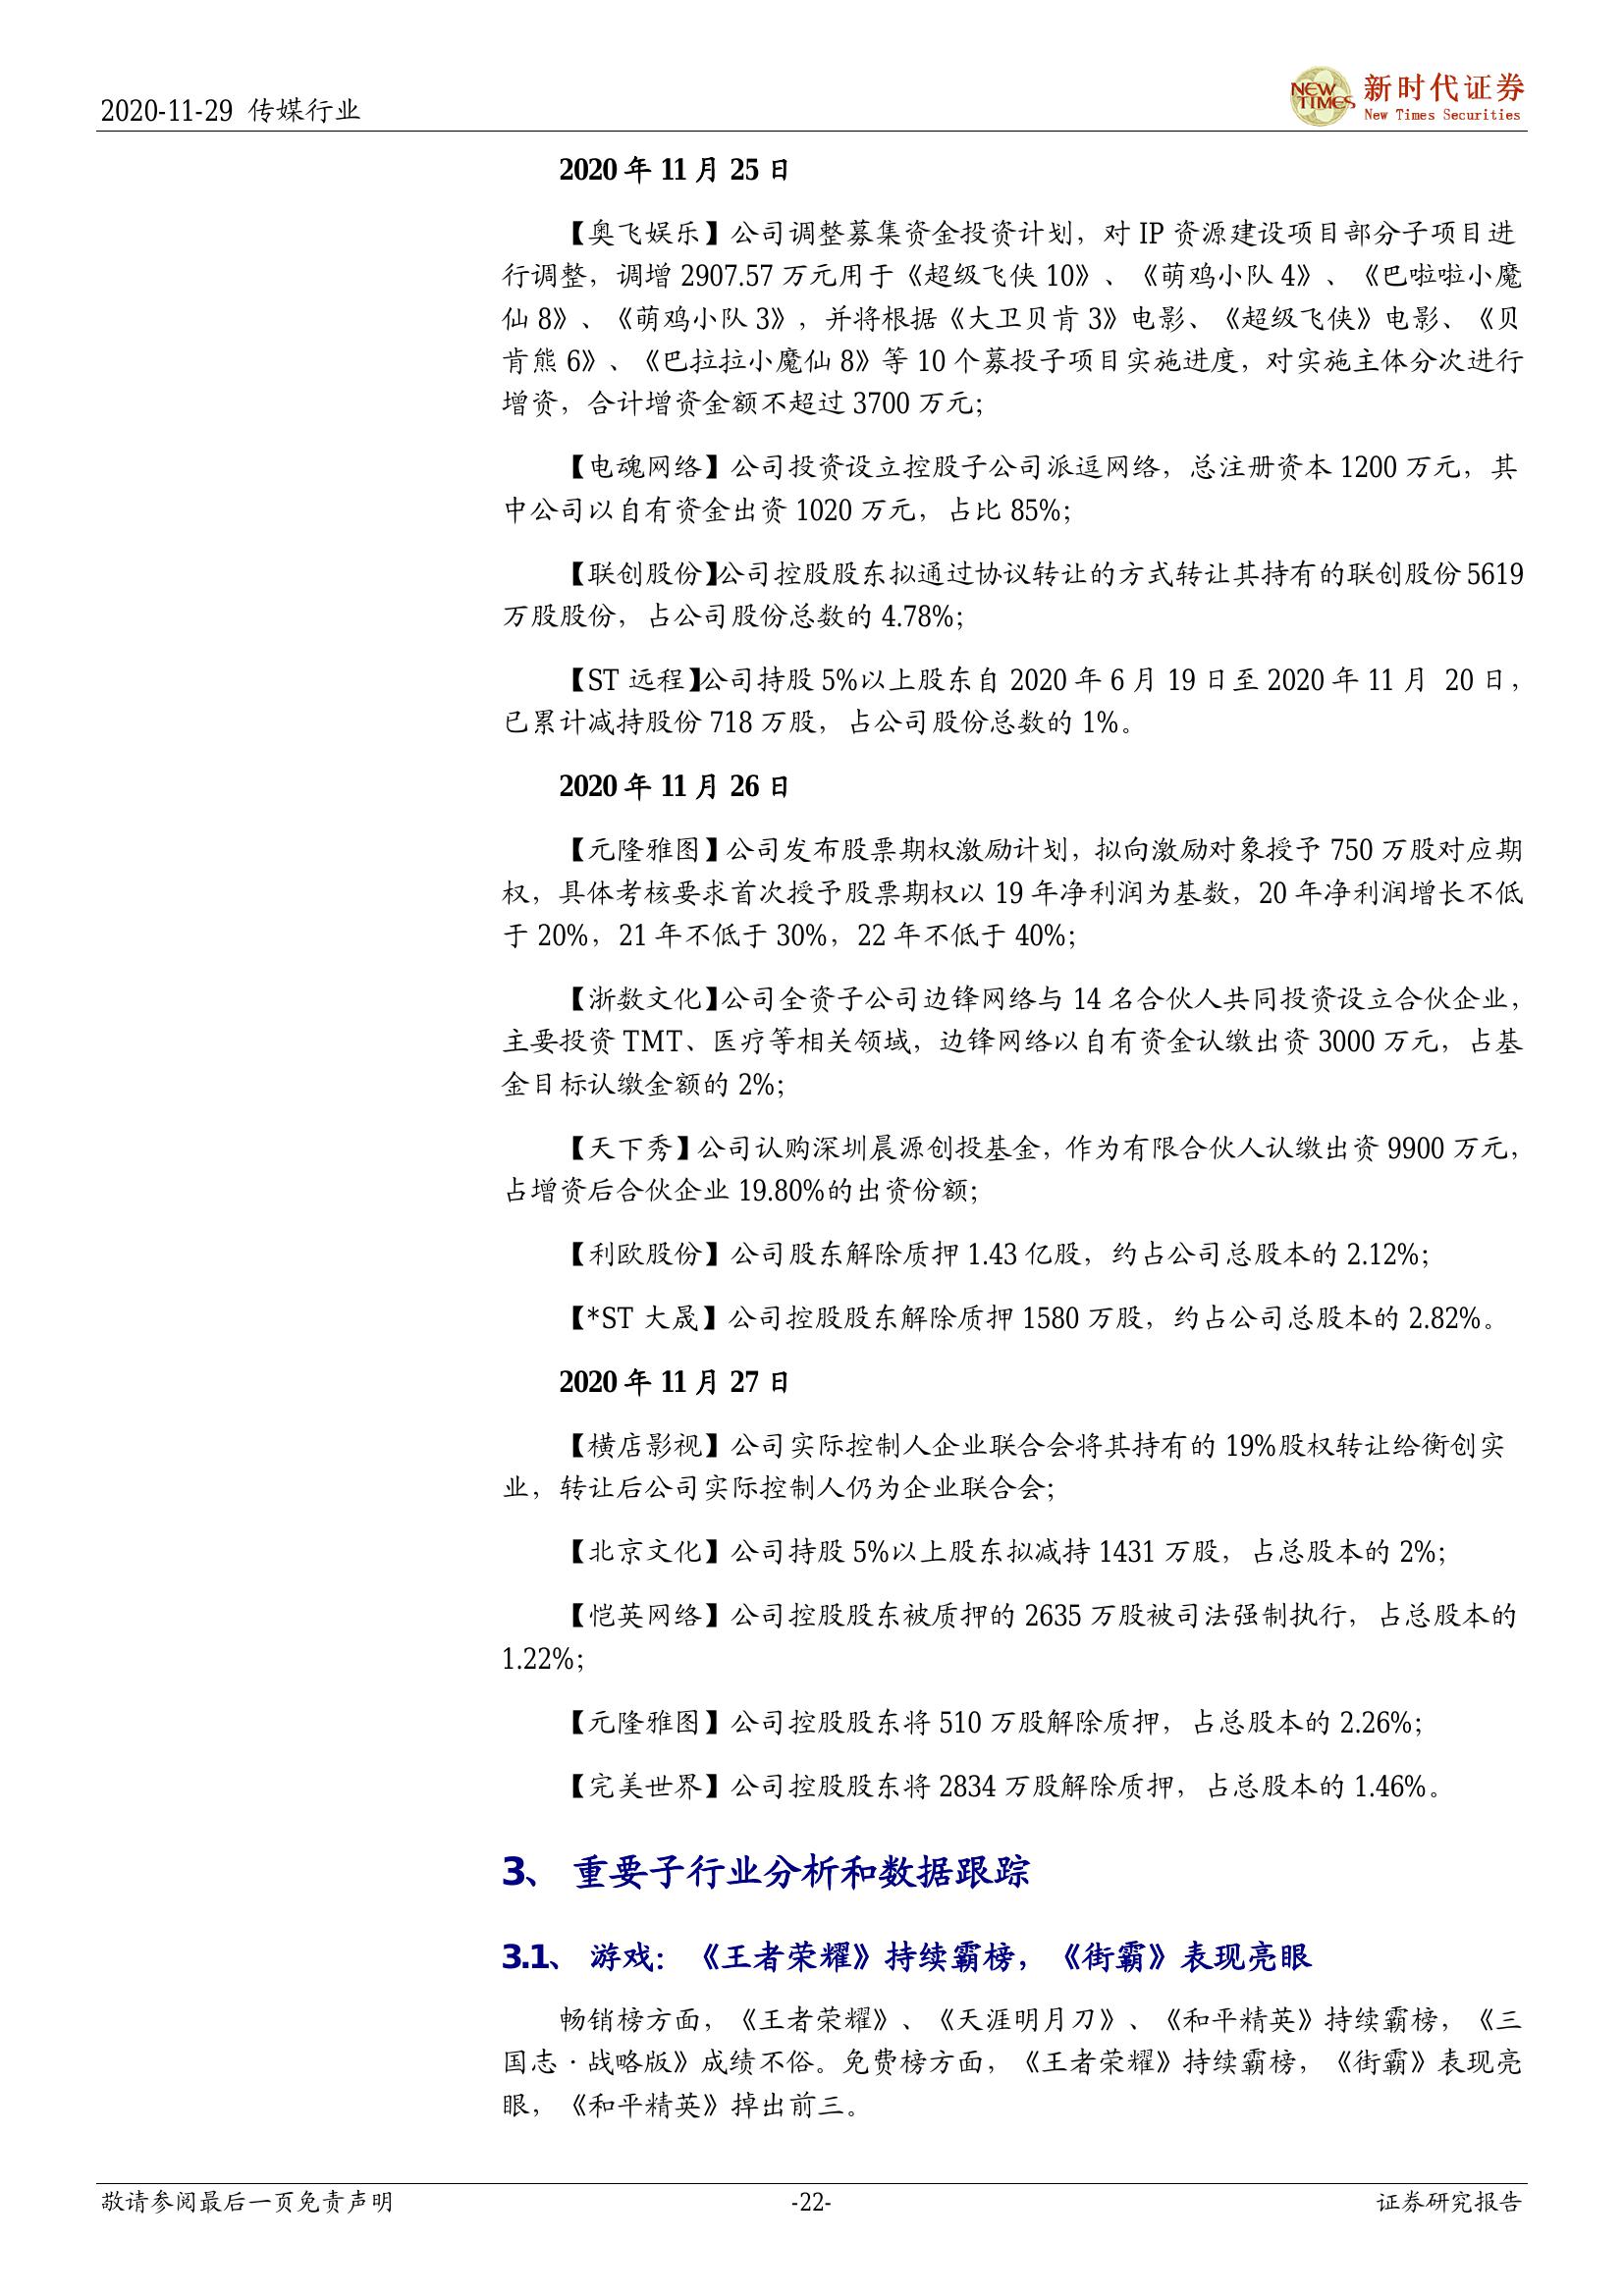 2020-11-29 传媒行业
NEW TIMES
新时代证券
New Times Securities
2020 年 11 月 25 日
【奥飞娱乐】公司调整募集资金投资计划，对 IP 资源建设项目部分子项目进
行调整，调增 2907.57 万元用于《超级飞侠 10》、《萌鸡小队 4》、《巴啦啦小魔
仙 8》、《萌鸡小队 3》，并将根据《大卫贝肯 3》电影、《超级飞侠》电影、《贝
肯熊 6》、《巴拉拉小魔仙 8》等 10 个募投子项目实施进度，对实施主体分次进行
增资，合计增资金额不超过 3700 万元；
【电魂网络】公司投资设立控股子公司派逗网络，总注册资本 1200 万元，其
中公司以自有资金出资 1020 万元，占比 85%；
【联创股份】公司控股股东拟通过协议转让的方式转让其持有的联创股份 5619
万股股份，占公司股份总数的 4.78%；
【ST 远程】公司持股 5%以上股东自 2020 年 6 月 19 日至 2020 年 11 月 20 日，
已累计减持股份 718 万股，占公司股份总数的 1%。
2020 年 11 月 26 日
【元隆雅图】公司发布股票期权激励计划，拟向激励对象授予 750 万股对应期
权，具体考核要求首次授予股票期权以 19 年净利润为基数，20 年净利润增长不低
于 20%，21 年不低于 30%，22 年不低于 40%；
【浙数文化】公司全资子公司边锋网络与 14 名合伙人共同投资设立合伙企业，
主要投资 TMT、医疗等相关领域，边锋网络以自有资金认缴出资 3000 万元，占基
金目标认缴金额的 2%；
【天下秀】公司认购深圳晨源创投基金，作为有限合伙人认缴出资 9900 万元，
占增资后合伙企业 19.80%的出资份额；
【利欧股份】公司股东解除质押 1.43 亿股，约占公司总股本的 2.12%；
【*ST 大晟】公司控股股东解除质押 1580 万股，约占公司总股本的 2.82%。
2020 年 11 月 27 日
【横店影视】公司实际控制人企业联合会将其持有的 19%股权转让给衡创实
业，转让后公司实际控制人仍为企业联合会；
【北京文化】公司持股 5%以上股东拟减持 1431 万股，占总股本的 2%；
【恺英网络】公司控股股东被质押的 2635 万股被司法强制执行，占总股本的
1.22%；
【元隆雅图】公司控股股东将 510 万股解除质押，占总股本的 2.26%；
【完美世界】公司控股股东将 2834 万股解除质押，占总股本的 1.46%。
3、 重要子行业分析和数据跟踪
3.1、 游戏：《王者荣耀》持续霸榜，《街霸》表现亮眼
畅销榜方面，《王者荣耀》、《天涯明月刀》、《和平精英》持续霸榜，《三
国志·战略版》成绩不俗。免费榜方面，《王者荣耀》持续霸榜，《街霸》表现亮
眼，《和平精英》掉出前三。
敬请参阅最后一页免责声明
-22-
证券研究报告